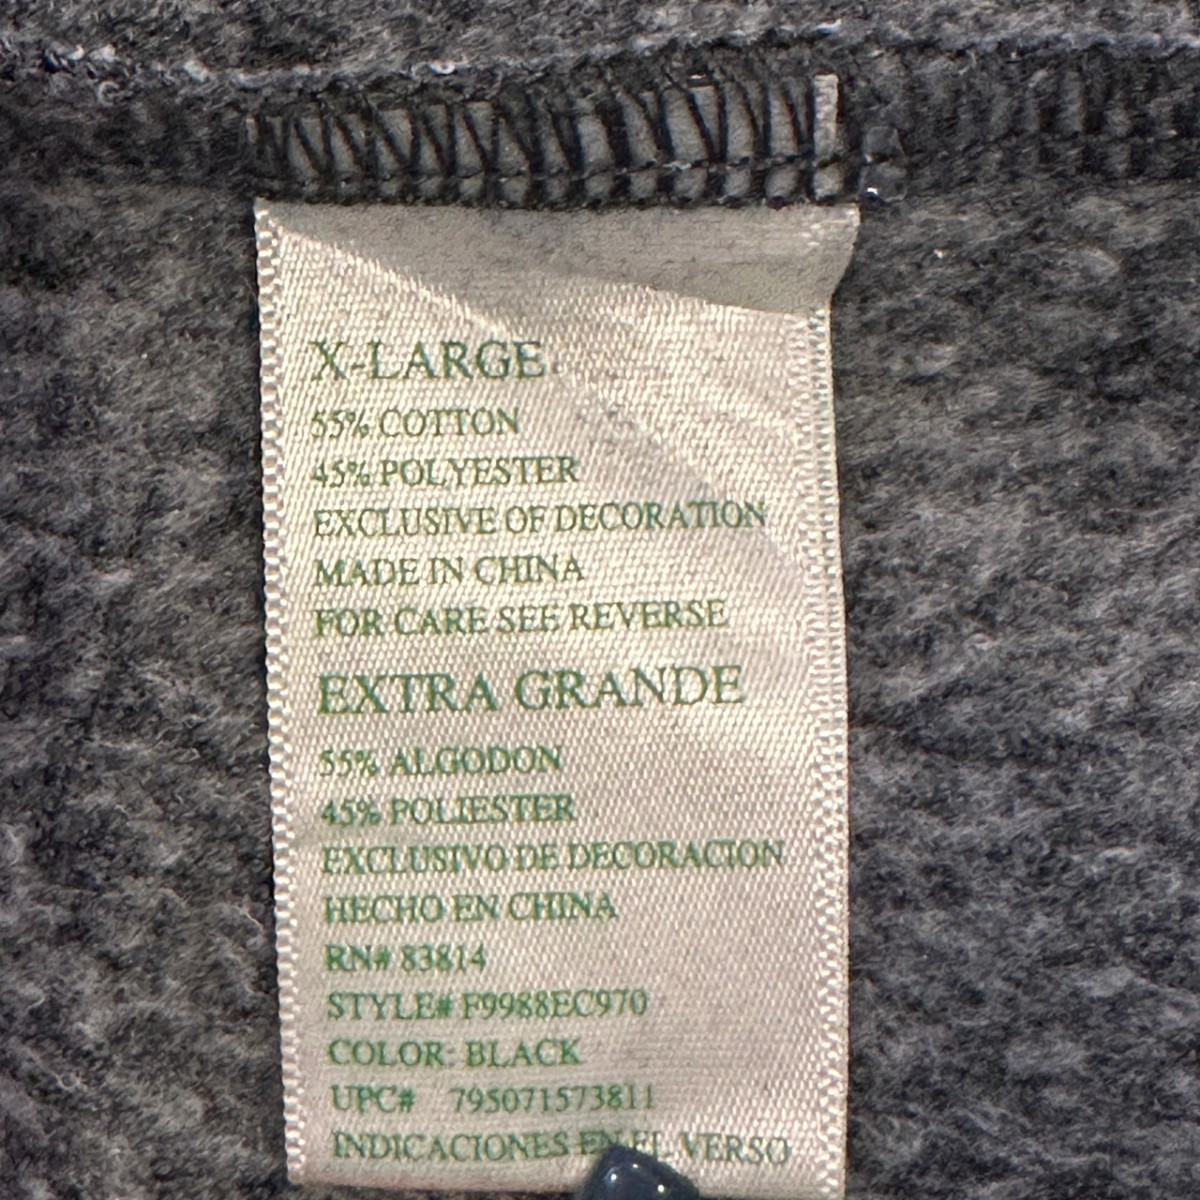 X-LARGE
55% COTTON
45% POLYESTER
EXCLUSIVE OF DECORATION
MADE IN CHINA
FOR CARE SEE REVERSE
EXTRA GRANDE
55% ALGODON
45% POLIESTER
EXCLUSIVO DE DECORACION
HECHO EN CHINA
RN# 83814
STYLE# F9988EC970
COLOR: BLACK
UPC# 795071573811
INDICACIONES EN EL VERSO